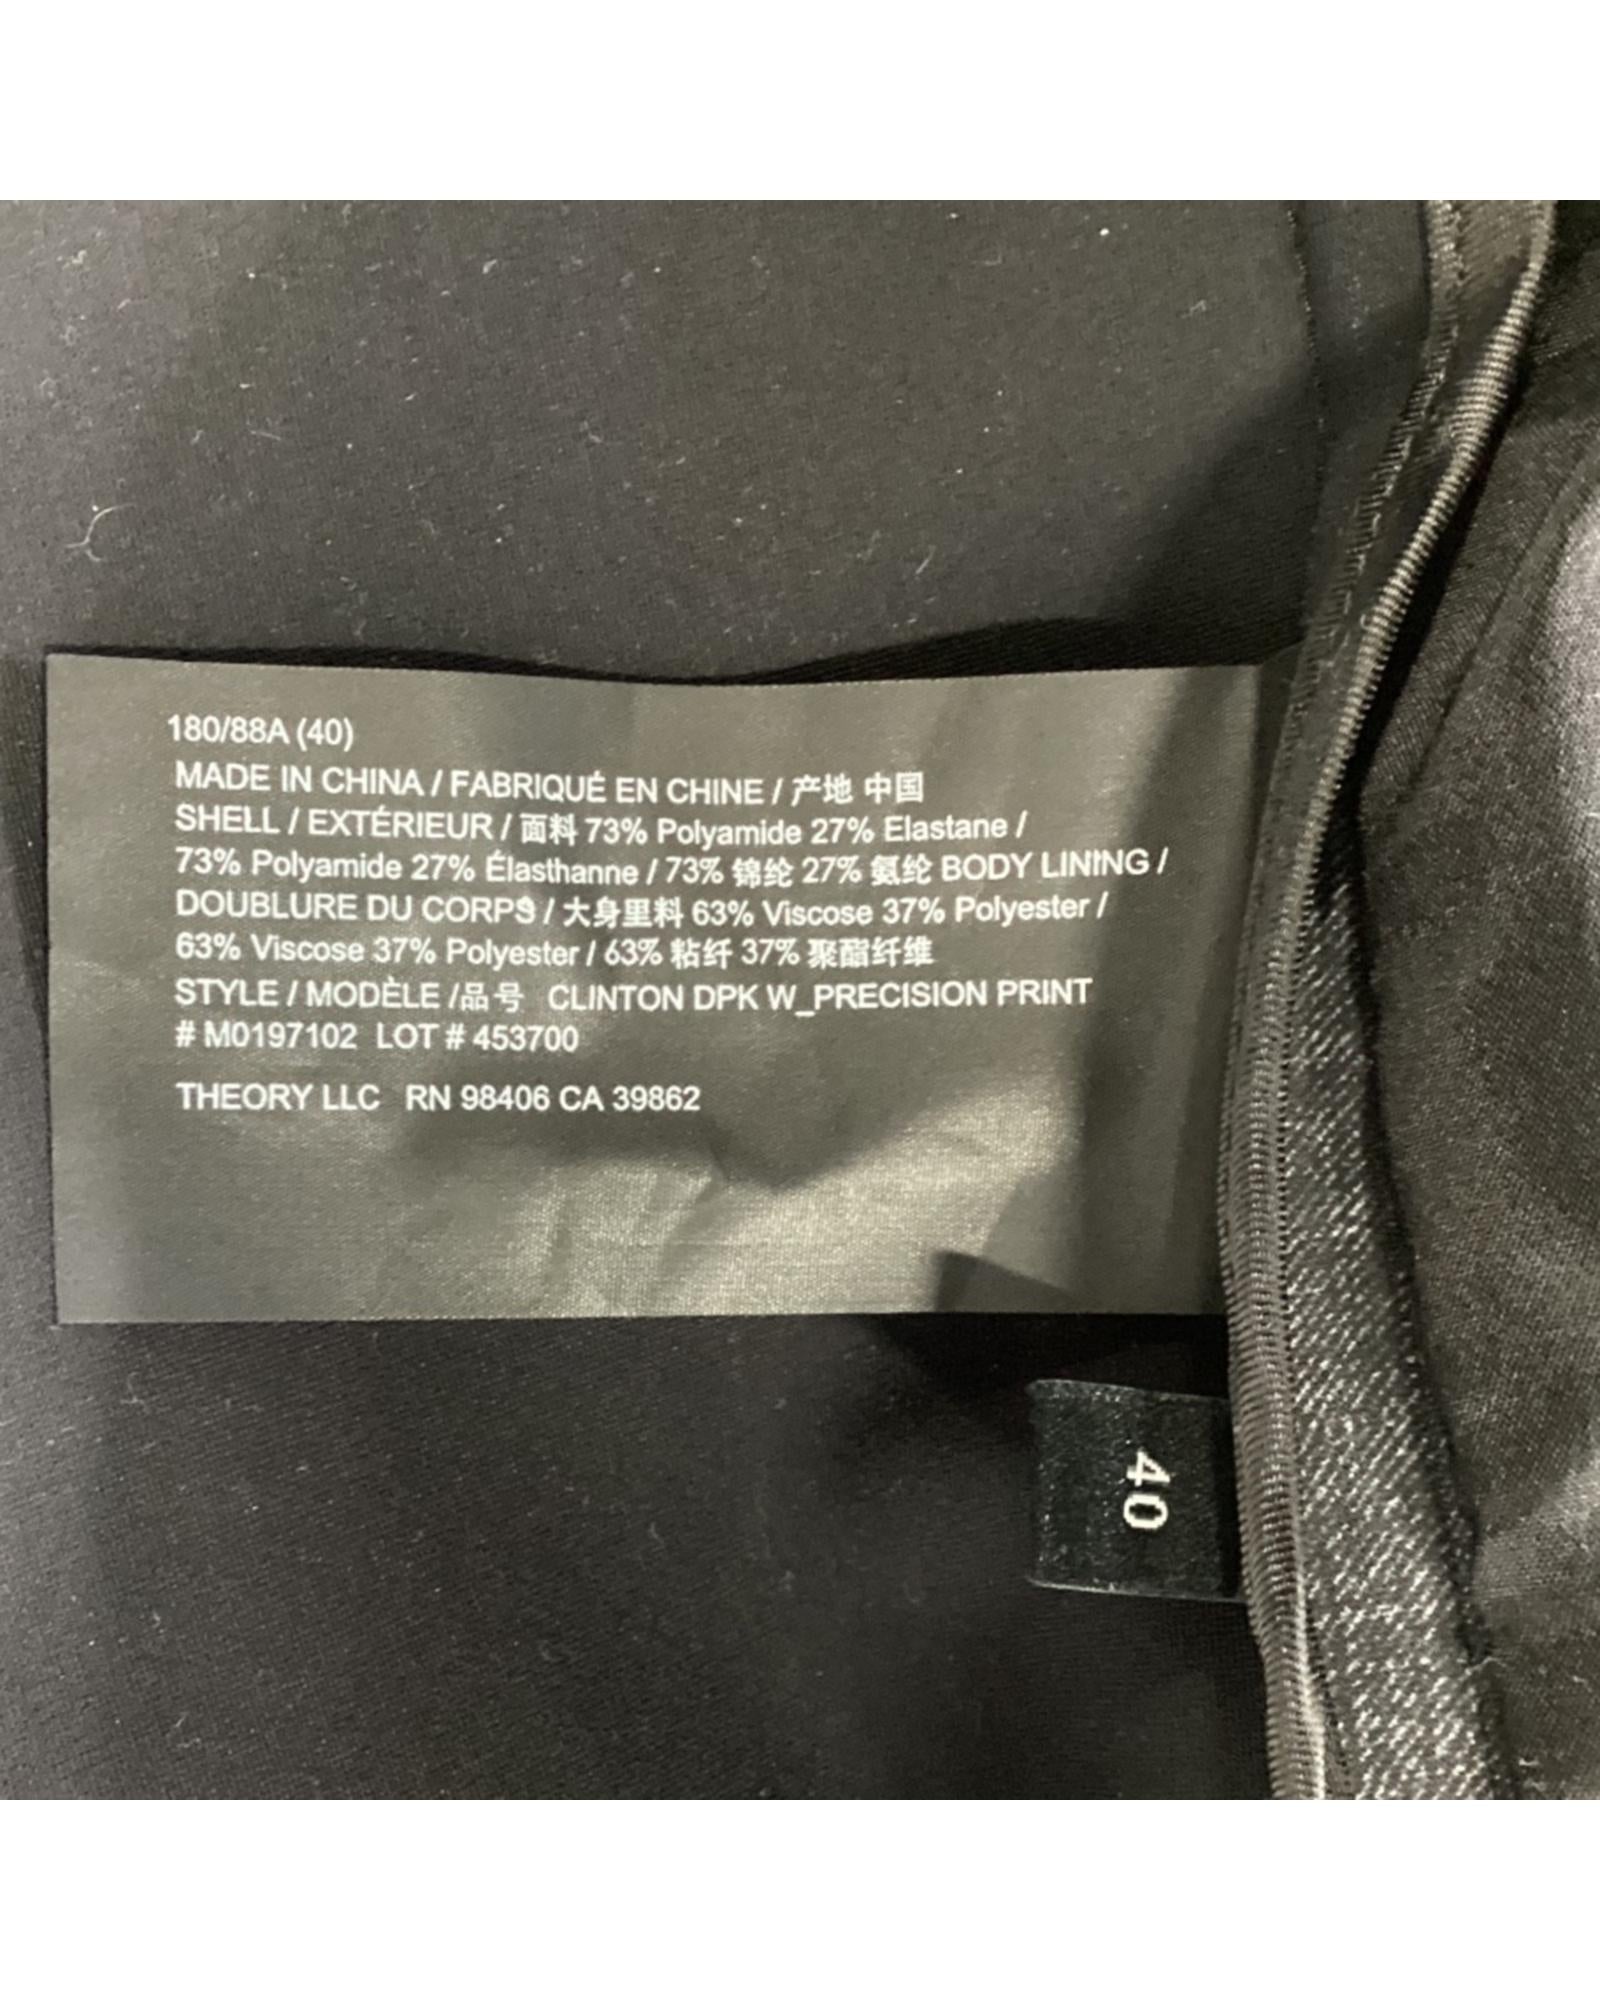 180/88A (40)
MADE IN CHINA / FABRIQUÉ EN CHINE / 产地 中国
SHELL / EXTÉRIEUR / 面料 73% Polyamide 27% Elastane /
73% Polyamide 27% Élasthanne / 73% 锦纶 27% 氨纶 BODY LINING /
DOUBLURE DU CORPS / 大身里料 63% Viscose 37% Polyester /
63% Viscose 37% Polyester / 63% 粘纤 37% 聚酯纤维
STYLE / MODÈLE /品号 CLINTON DPK W_PRECISION PRINT
# M0197102 LOT # 453700
THEORY LLC RN 98406 CA 39862
40